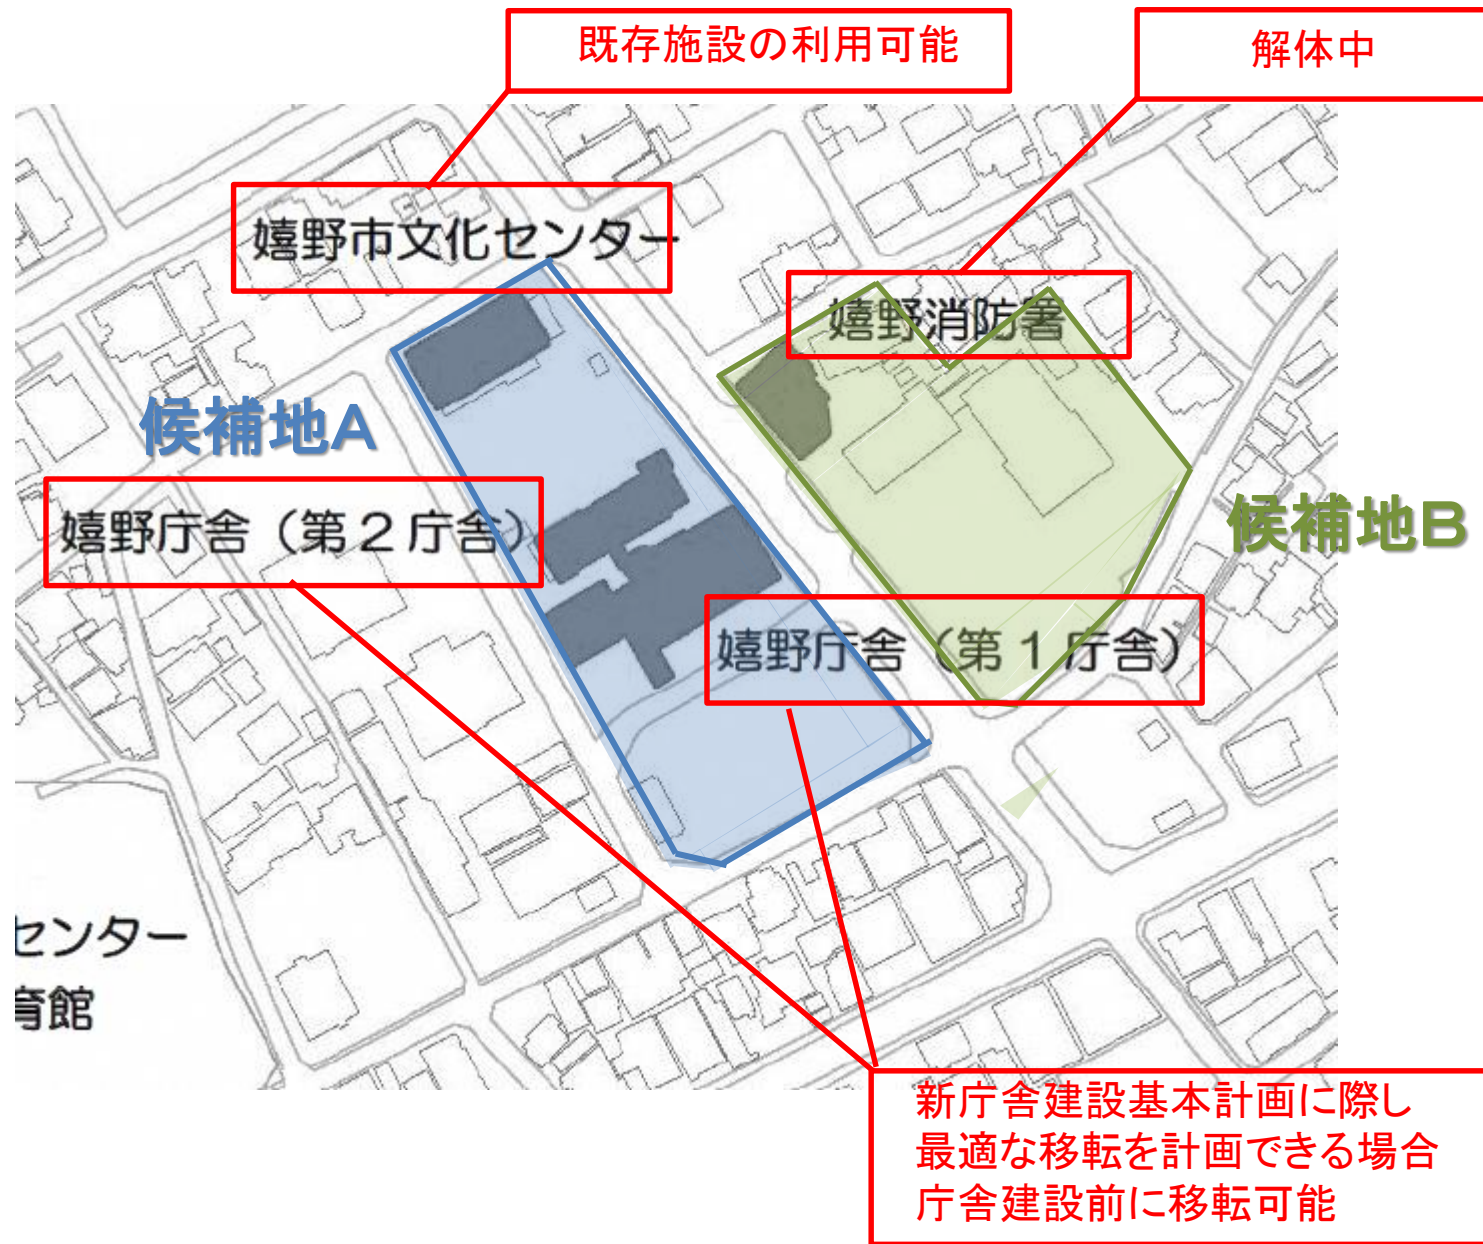 既存施設の利用可能
解体中
嬉野市文化センター
嬉野消防署
候補地A
嬉野庁舎（第２庁舎）
候補地B
嬉野庁舎（第１庁舎）
センター
育館
新庁舎建設基本計画に際し
最適な移転を計画できる場合
庁舎建設前に移転可能